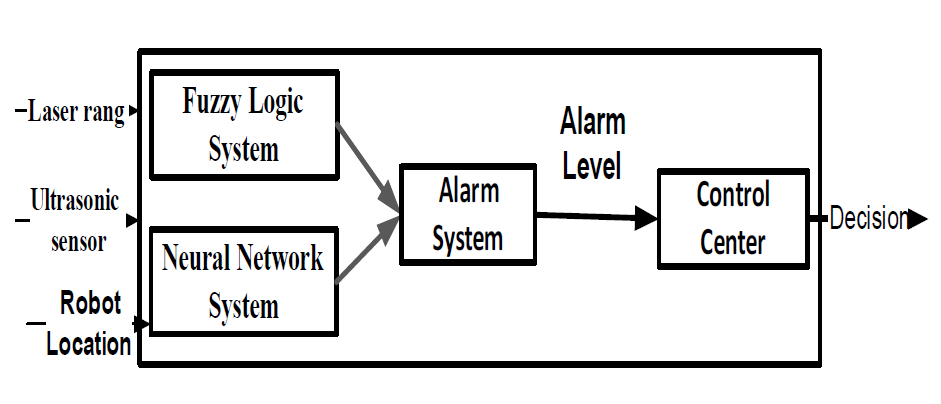 Laser rang
Ultrasonic
sensor
Robot
Location
Fuzzy Logic
System
Neural Network
System
Alarm
System
Alarm
Level
Control
Center
Decision